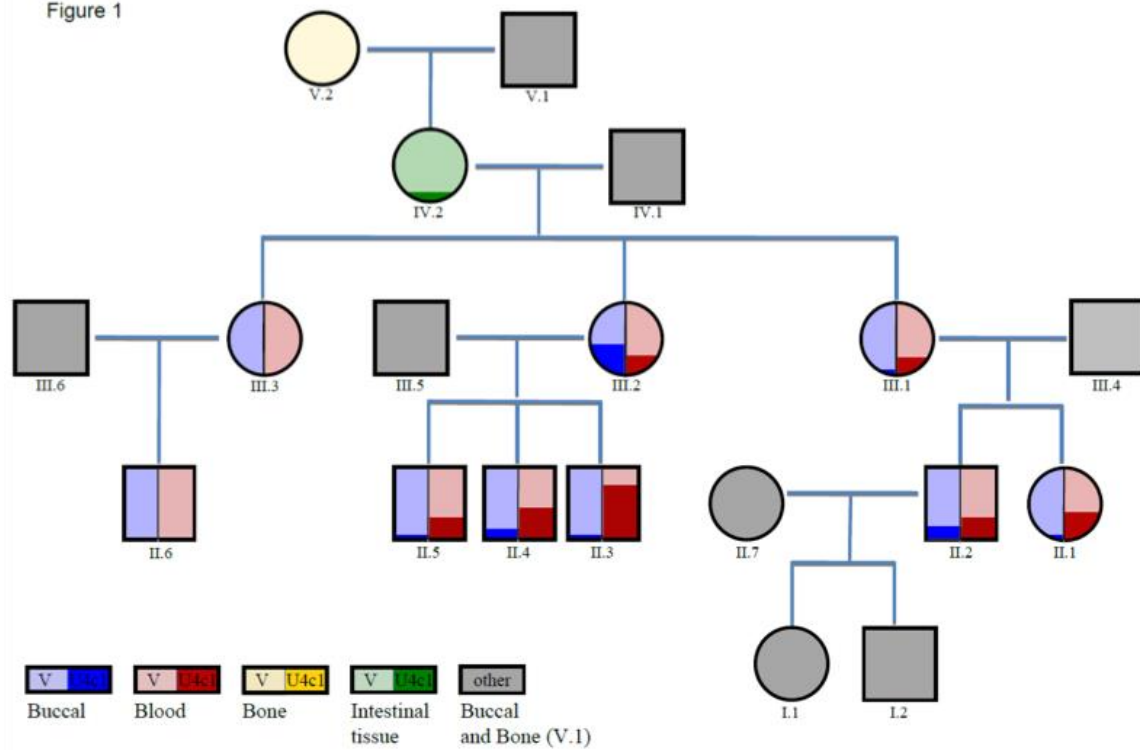 Figure 1
V.2
V.1
IV.2
IV.1
III.6
III.3
III.5
III.2
III.1
III.4
II.6
II.5
II.4
II.3
II.7
II.2
II.1
I.1
I.2
V U4c1
V U4c1
V U4c1
V U4c1
other
Buccal
Blood
Bone
Intestinal
tissue
Buccal
and Bone (V.1)